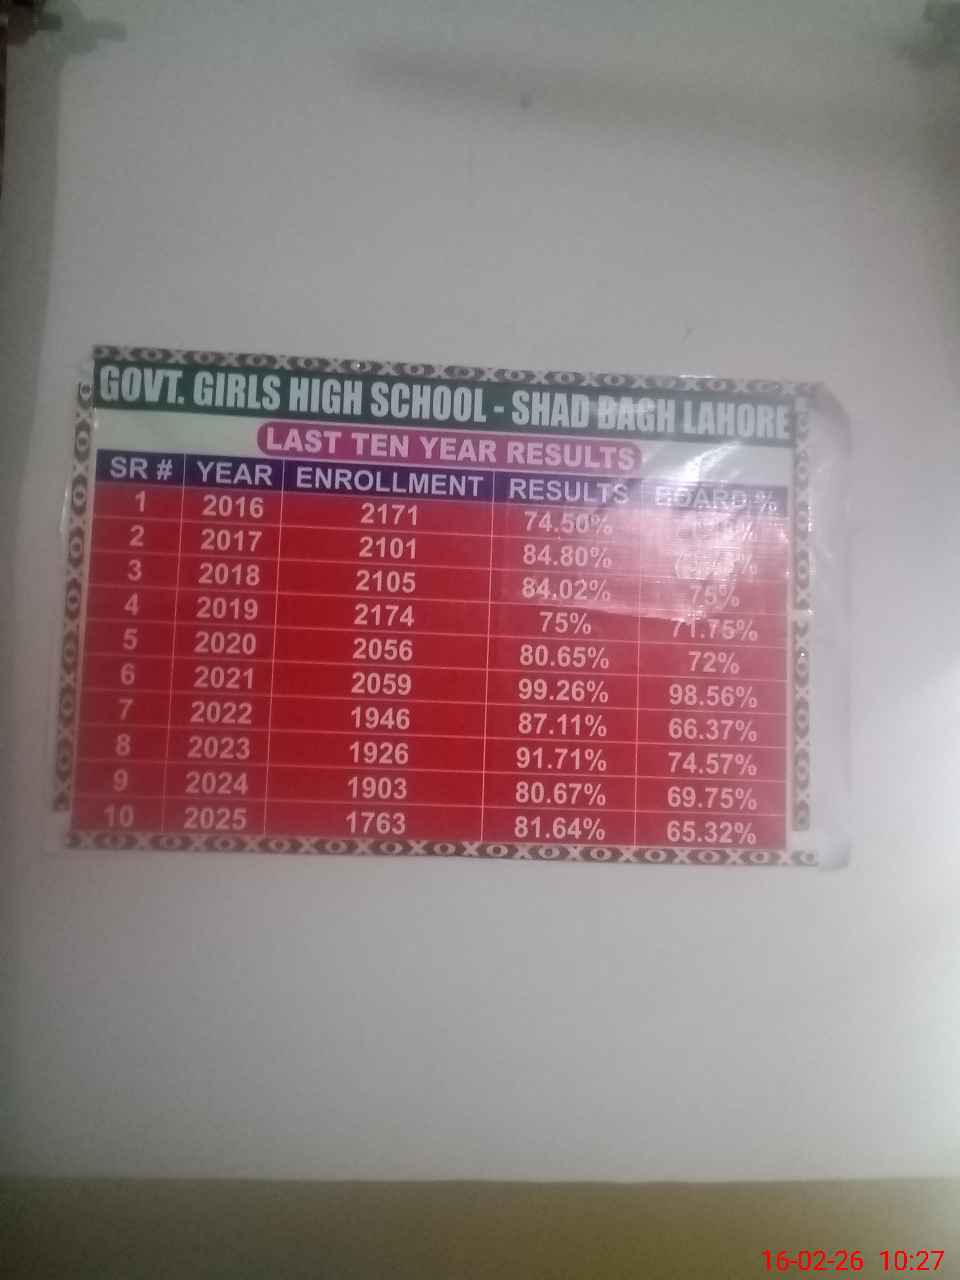 GOVT. GIRLS HIGH SCHOOL - SHAD BAGH LAHORE
LAST TEN YEAR RESULTS
SR # YEAR ENROLLMENT RESULTS BOARD %
1 2016 2171 74.50%
2 2017 2101 84.80%
3 2018 2105 84.02% 75%
4 2019 2174 75% 71.75%
5 2020 2056 80.65% 72%
6 2021 2059 99.26% 98.56%
7 2022 1946 87.11% 66.37%
8 2023 1926 91.71% 74.57%
9 2024 1903 80.67% 69.75%
10 2025 1763 81.64% 65.32%
16-02-26 10:27